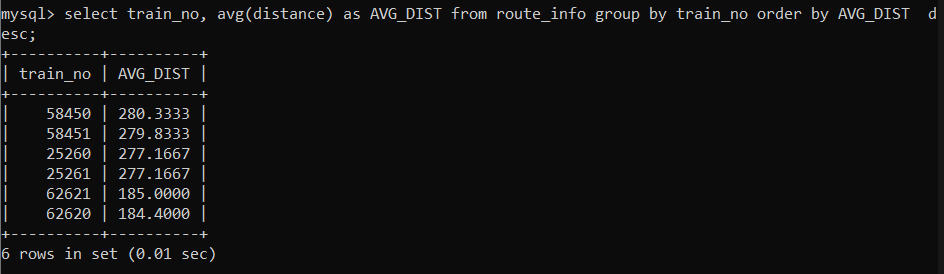 mysql> select train_no, avg(distance) as AVG_DIST from route_info group by train_no order by AVG_DIST  d
esc;
+----------+----------+
| train_no | AVG_DIST |
+----------+----------+
|    58450 | 280.3333 |
|    58451 | 279.8333 |
|    25260 | 277.1667 |
|    25261 | 277.1667 |
|    62621 | 185.0000 |
|    62620 | 184.4000 |
+----------+----------+
6 rows in set (0.01 sec)